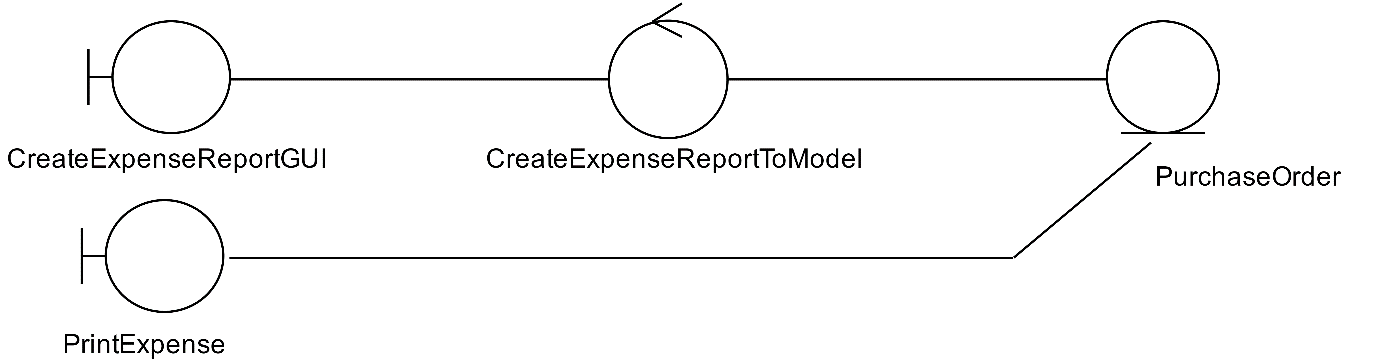 CreateExpenseReportGUI
CreateExpenseReportToModel
PurchaseOrder
PrintExpense